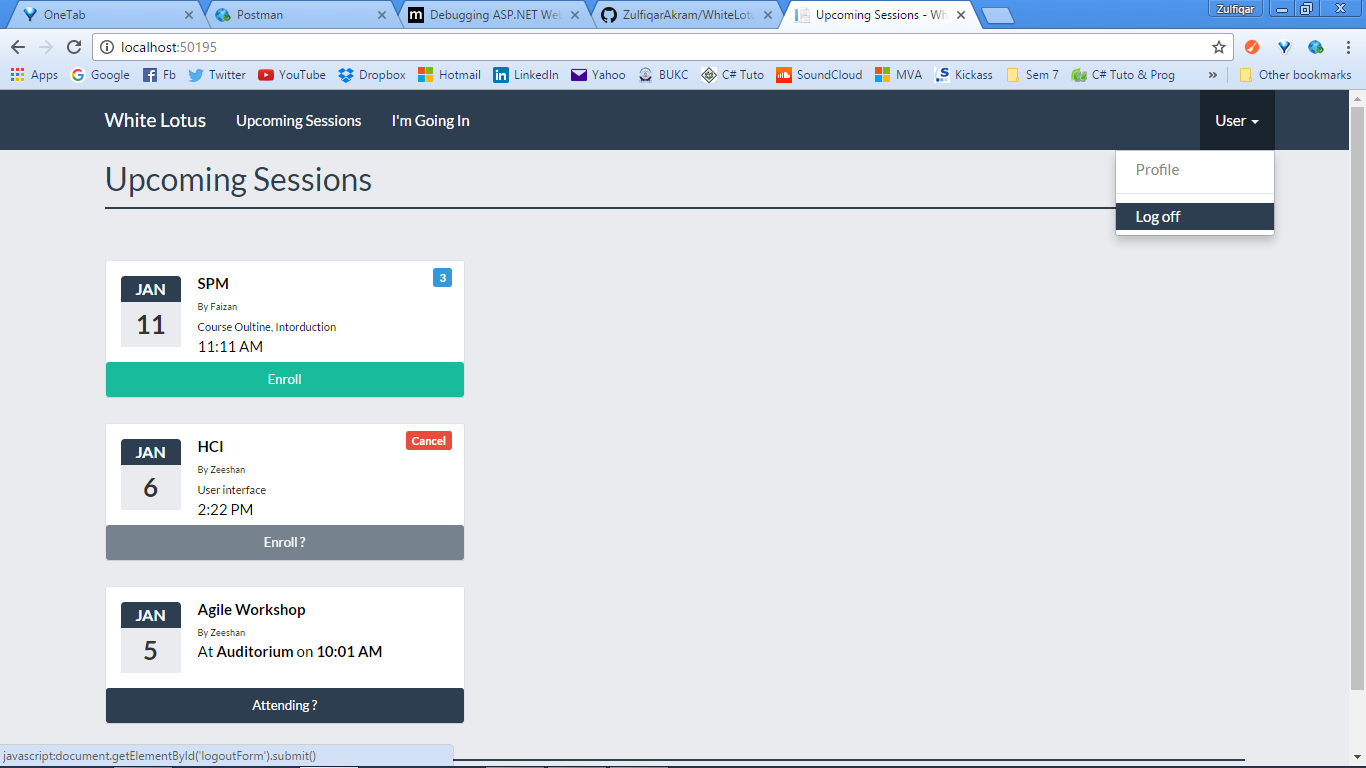 OneTab
Postman
Debugging ASP.NET Web
ZulfiqarAkram/WhiteLotu
Upcoming Sessions - Wh
Zulfiqar
localhost:50195
Apps
Google
Fb
Twitter
YouTube
Dropbox
Hotmail
LinkedIn
Yahoo
BUKC
C# Tuto
SoundCloud
MVA
Kickass
Sem 7
C# Tuto & Prog
»
Other bookmarks
White Lotus
Upcoming Sessions
I'm Going In
User
Profile
Log off
Upcoming Sessions
JAN
11
SPM
3
By Faizan
Course Oultine, Intorduction
11:11 AM
Enroll
JAN
6
HCI
Cancel
By Zeeshan
User interface
2:22 PM
Enroll ?
JAN
5
Agile Workshop
By Zeeshan
At Auditorium on 10:01 AM
Attending ?
javascript:document.getElementById('logoutForm').submit()